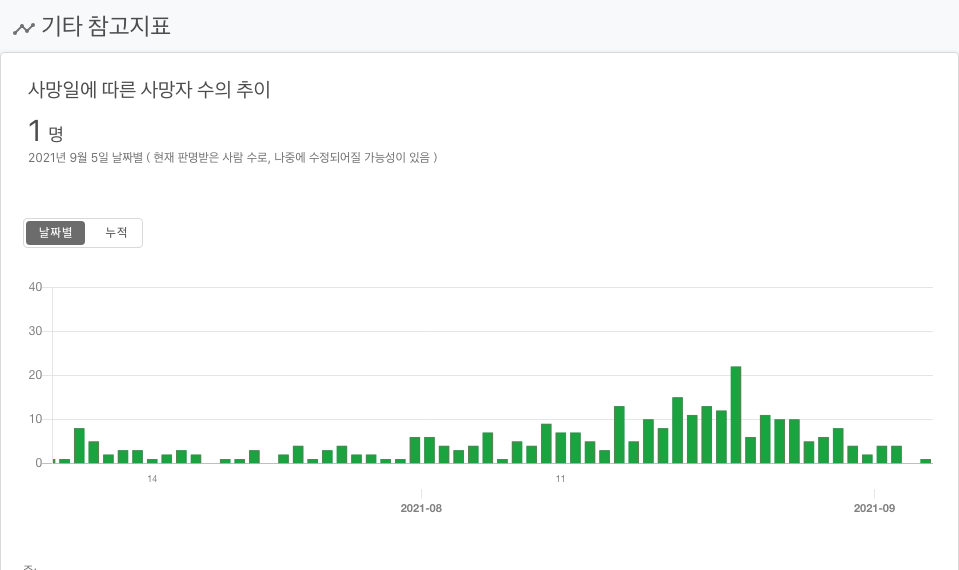 기타 참고지표
사망일에 따른 사망자 수의 추이
1 명
2021년 9월 5일 날짜별 ( 현재 판명받은 사람 수로, 나중에 수정되어질 가능성이 있음 )
날짜별 누적
40
30
20
10
0
14 11
2021-08 2021-09